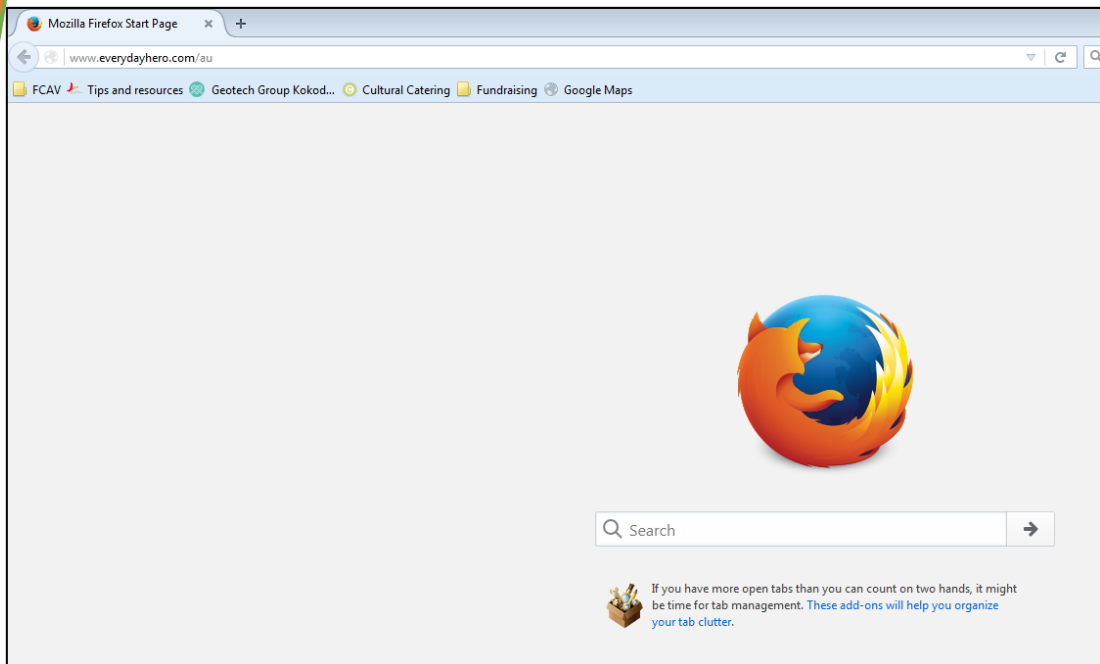 Mozilla Firefox Start Page
www.everydayhero.com/au
FCAV Tips and resources Geotech Group Kokod... Cultural Catering Fundraising Google Maps
Search
If you have more open tabs than you can count on two hands, it might
be time for tab management. These add-ons will help you organize
your tab clutter.